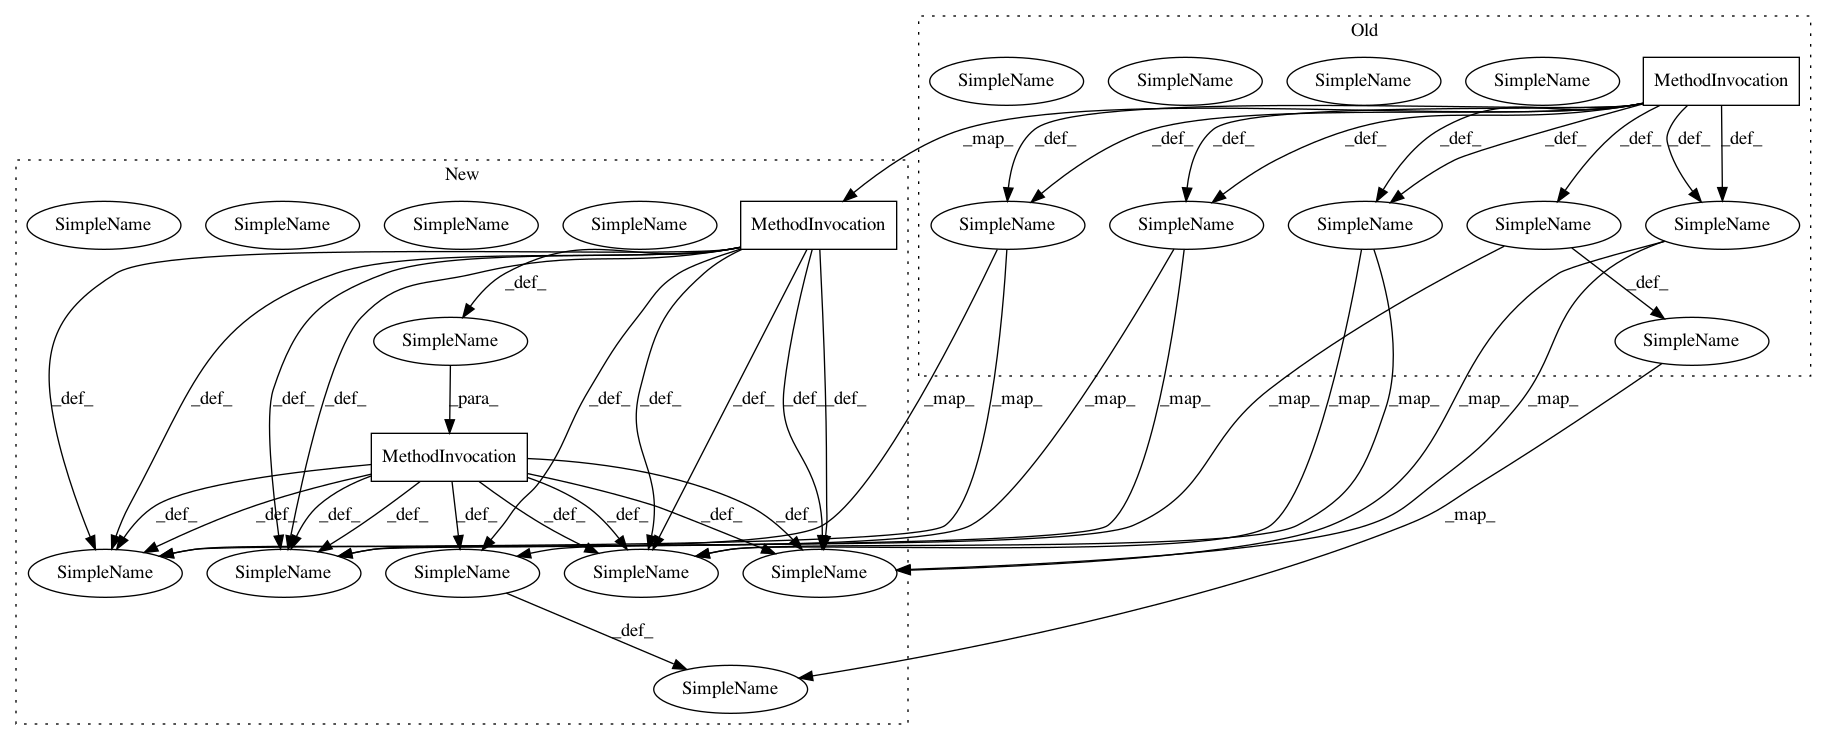 Old
SimpleName SimpleName SimpleName SimpleName MethodInvocation
_map_ _def_ _def_ _def_ _def_ _def_ _def_ _def_ _def_ _def_
New
SimpleName SimpleName SimpleName SimpleName MethodInvocation SimpleName SimpleName SimpleName SimpleName SimpleName
_def_ _def_
SimpleName SimpleName
_def_ _def_ _def_ _def_ _para_ _def_ _def_ _def_ _def_ _def_ _map_ _map_ _map_ _map_ _map_ _map_ _map_ _map_ _map_
MethodInvocation
_def_ _def_ _def_ _def_ _def_ _def_ _def_ _def_ _def_ _map_
SimpleName SimpleName SimpleName SimpleName SimpleName
_def_
SimpleName